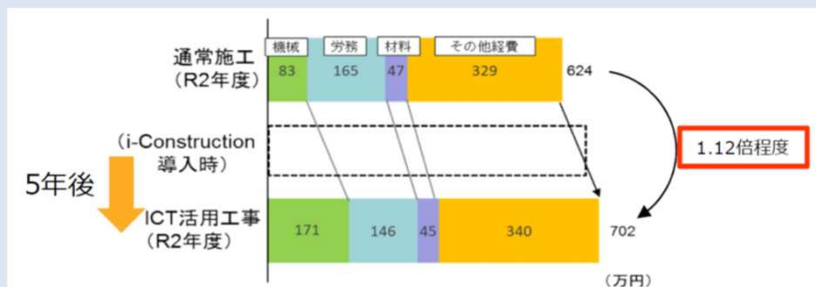 機械 労務 材料 その他経費
通常施工
(R2年度)
83 165 47 329 624
(i-Construction
導入時)
1.12倍程度
5年後
ICT活用工事
(R2年度)
171 146 45 340 702
(万円)